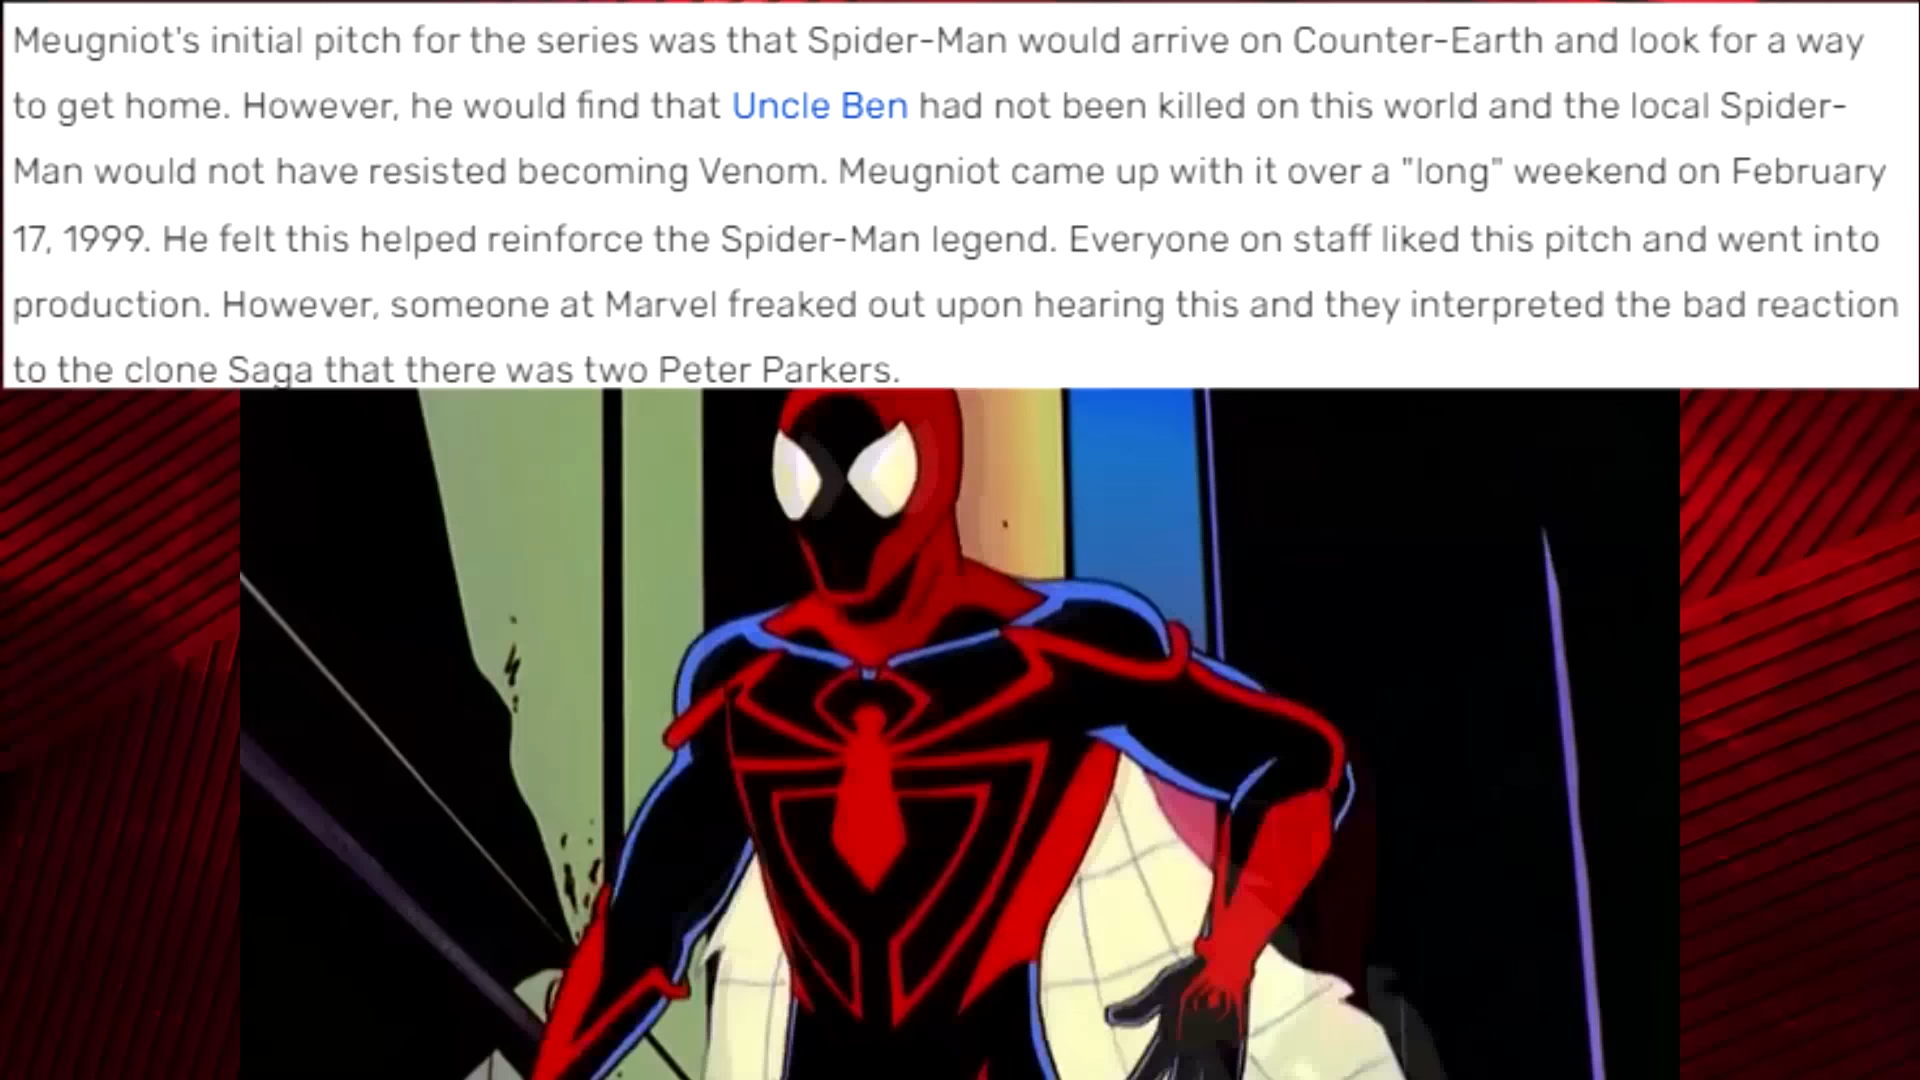 Meugniot's initial pitch for the series was that Spider-Man would arrive on Counter-Earth and look for a way
to get home. However, he would find that Uncle Ben had not been killed on this world and the local Spider-
Man would not have resisted becoming Venom. Meugniot came up with it over a "long" weekend on February
17, 1999. He felt this helped reinforce the Spider-Man legend. Everyone on staff liked this pitch and went into
production. However, someone at Marvel freaked out upon hearing this and they interpreted the bad reaction
to the clone Saga that there was two Peter Parkers.